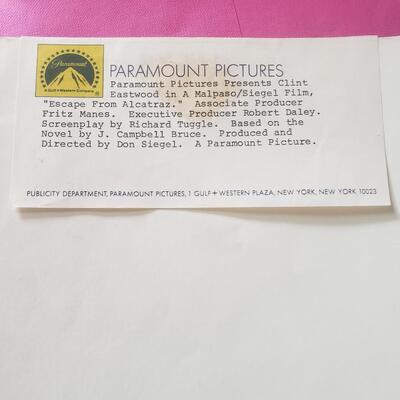 Paramount
A Gulf+Western Company
PARAMOUNT PICTURES
Paramount Pictures Presents Clint
Eastwood in A Malpaso/Siegel Film,
"Escape From Alcatraz." Associate Producer
Fritz Manes. Executive Producer Robert Daley.
Screenplay by Richard Tuggle. Based on the
Novel by J. Campbell Bruce. Produced and
Directed by Don Siegel. A Paramount Picture.
PUBLICITY DEPARTMENT, PARAMOUNT PICTURES, 1 GULF + WESTERN PLAZA, NEW YORK, NEW YORK 10023